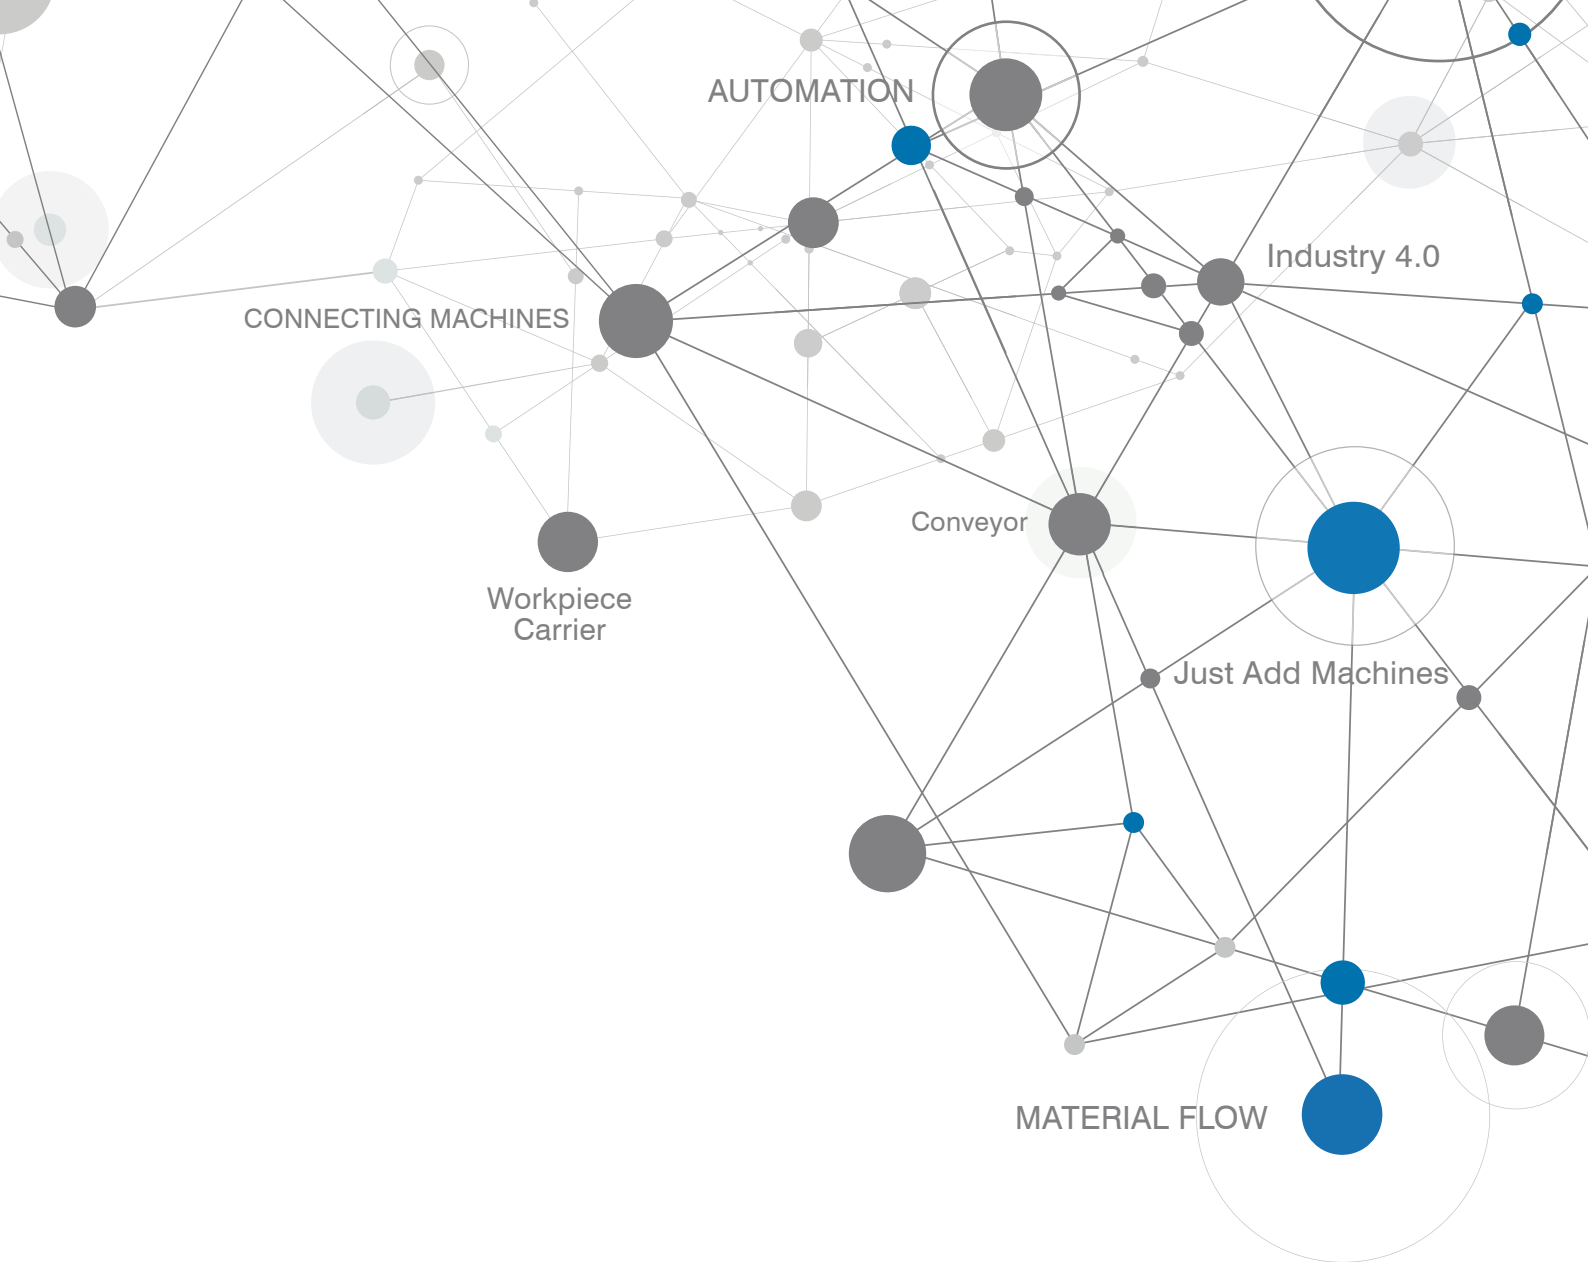 AUTOMATION
Industry 4.0
CONNECTING MACHINES
Conveyor
Workpiece
Carrier
Just Add Machines
MATERIAL FLOW